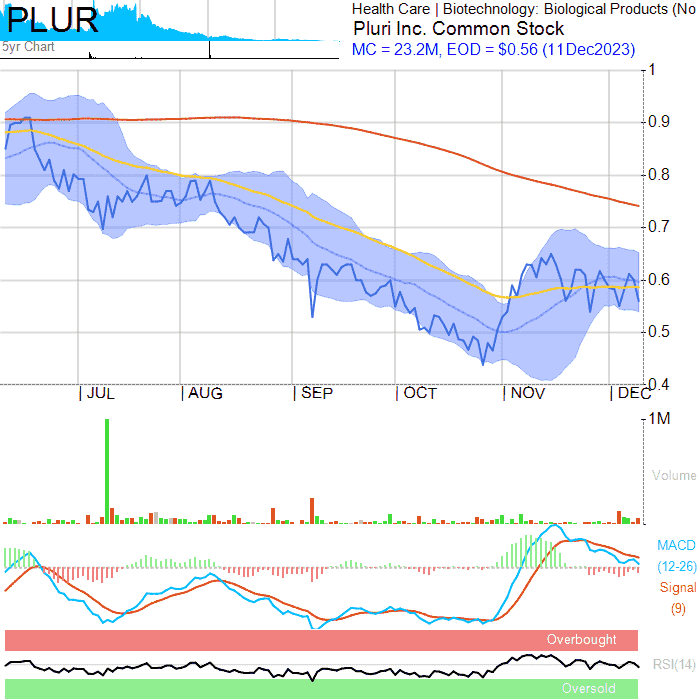 PLUR
5yr Chart
Health Care | Biotechnology: Biological Products (No
Pluri Inc. Common Stock
MC = 23.2M, EOD = $0.56 (11Dec2023)
1
0.9
0.8
0.7
0.6
0.5
0.4
JUL AUG SEP OCT NOV DEC
1M
Volume
MACD
(12-26)
Signal
(9)
Overbought
RSI(14)
Oversold